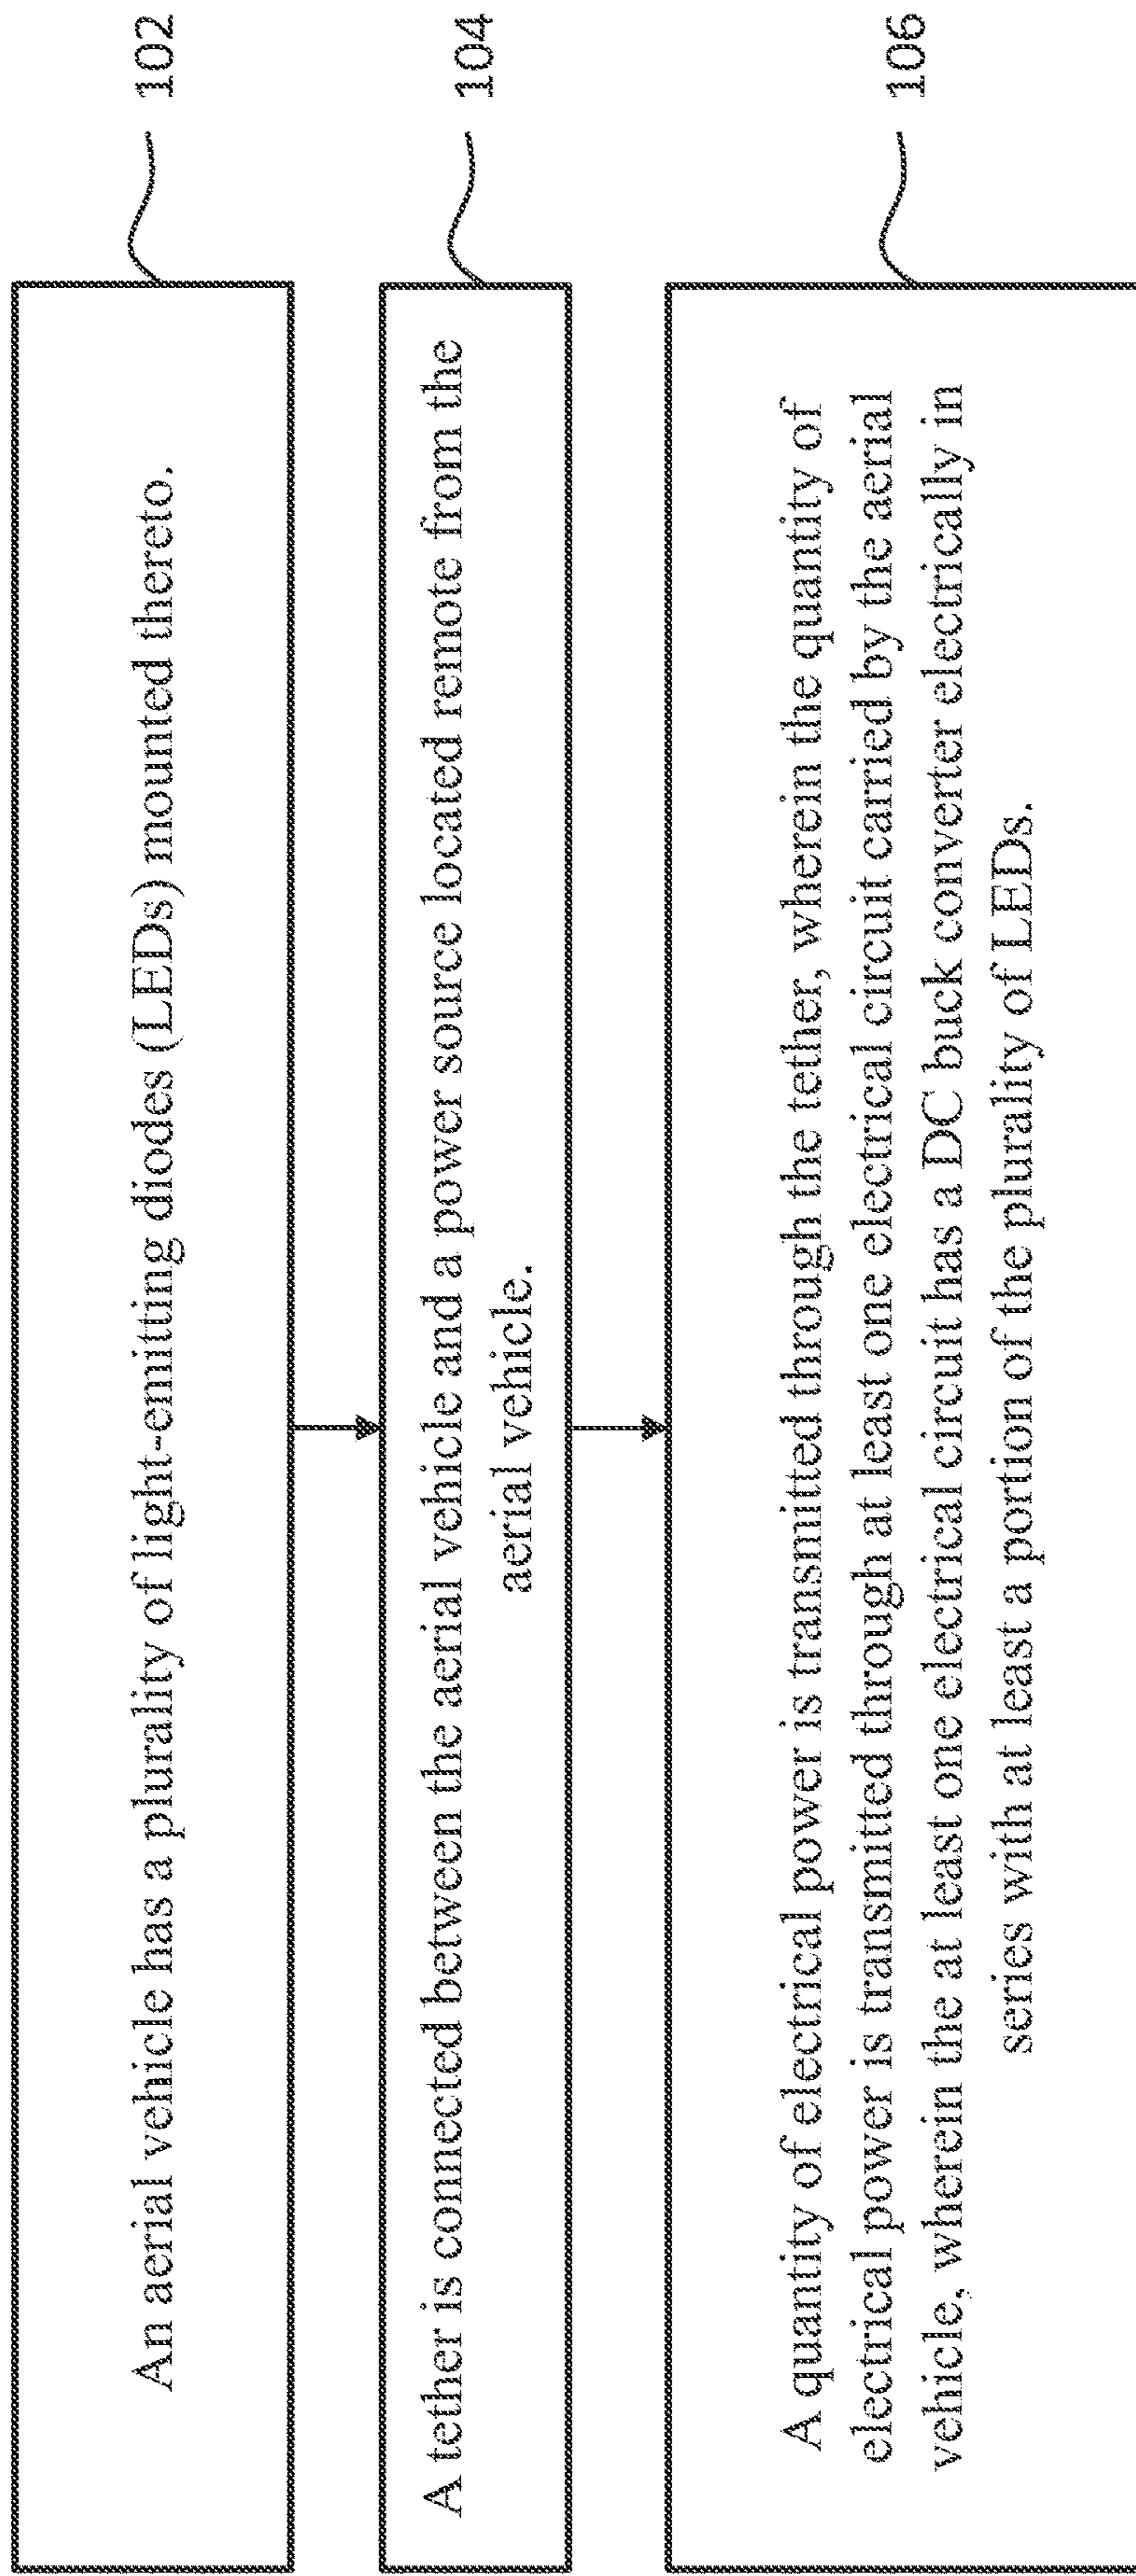 An aerial vehicle has a plurality of light-emitting diodes (LEDs) mounted thereto.
102
A tether is connected between the aerial vehicle and a power source located remote from the
aerial vehicle.
104
A quantity of electrical power is transmitted through the tether, wherein the quantity of
electrical power is transmitted through at least one electrical circuit carried by the aerial
vehicle, wherein the at least one electrical circuit has a DC buck converter electrically in
series with at least a portion of the plurality of LEDs.
106